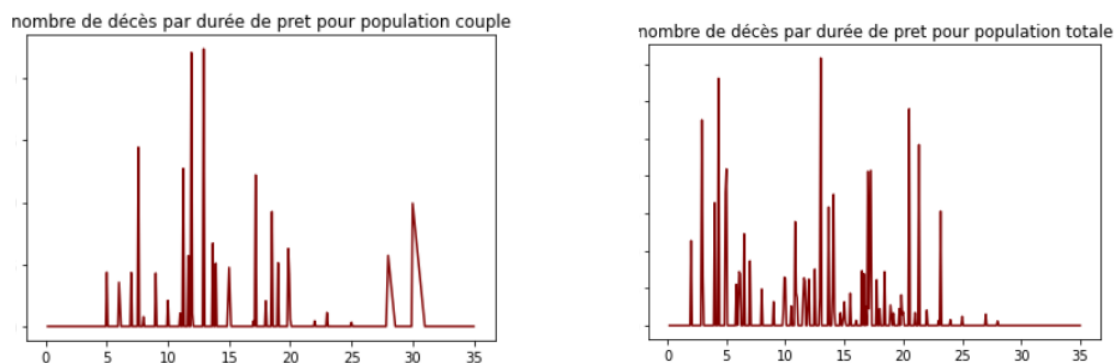 nombre de décès par durée de pret pour population couple
0 5 10 15 20 25 30 35
nombre de décès par durée de pret pour population totale
0 5 10 15 20 25 30 35